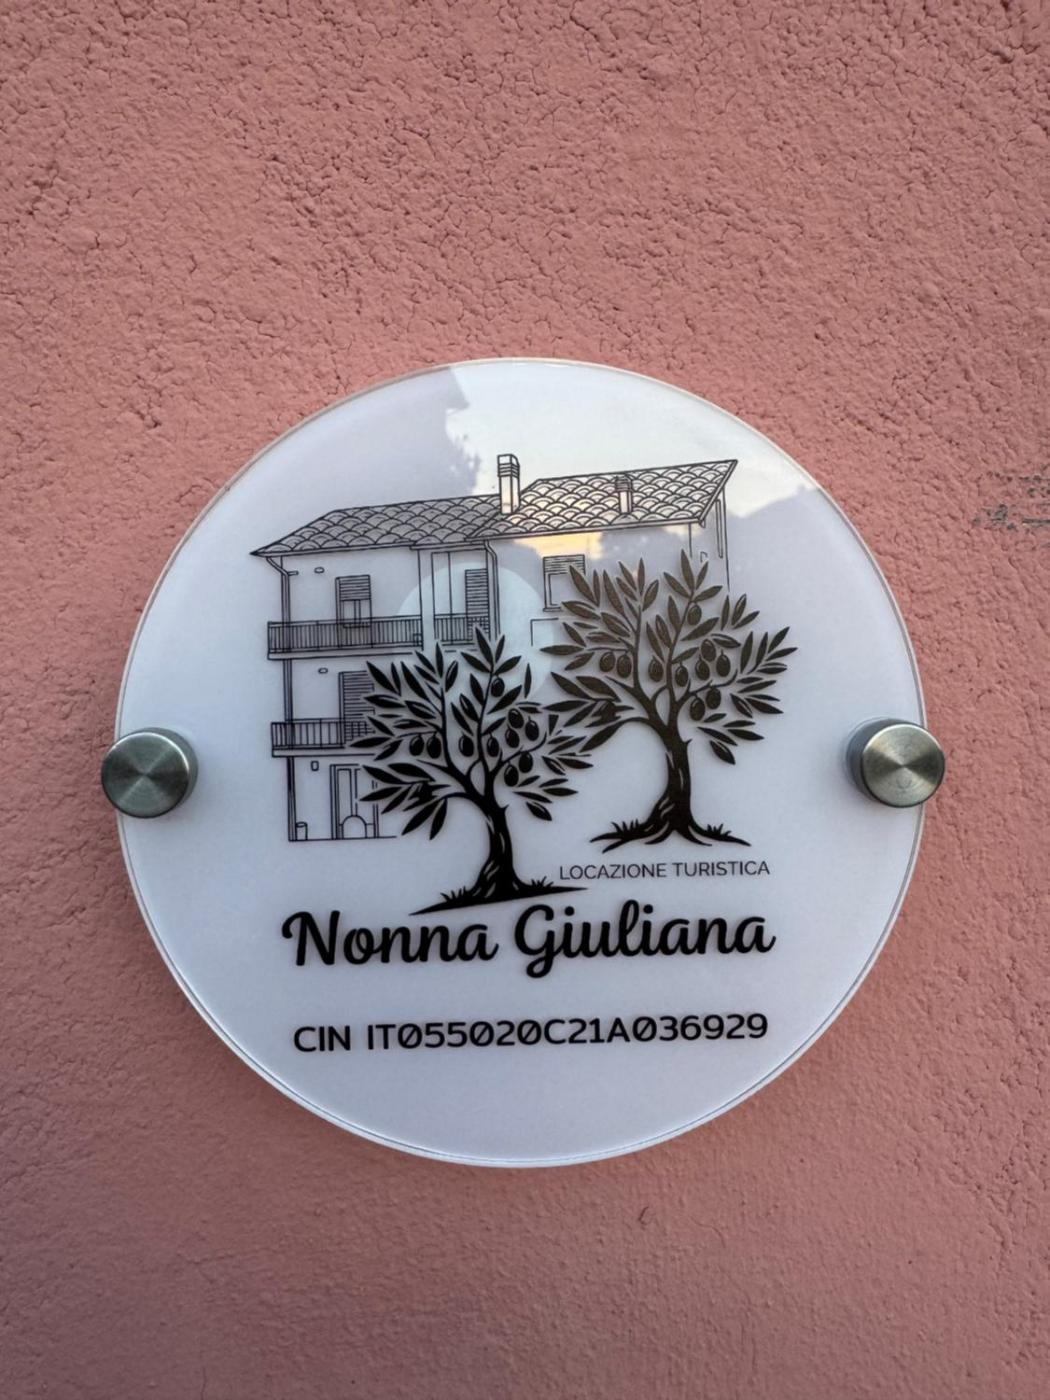 LOCAZIONE TURISTICA
Nonna Giuliana
CIN IT055020C21A036929